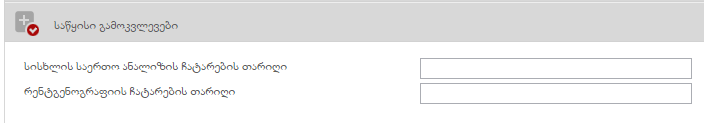 საწყისი გამოკვლევები
სისხლის საერთო ანალიზის ჩატარების თარიღი
რენტგენოგრაფიის ჩატარების თარიღი